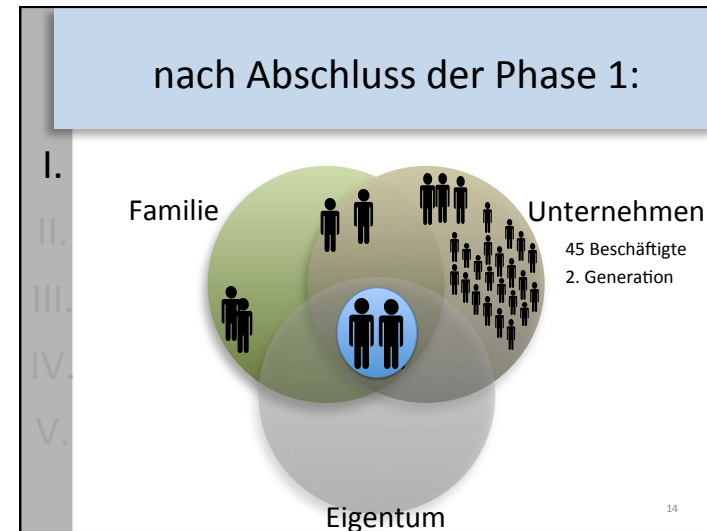 nach Abschluss der Phase 1:
I.
II.
III.
IV.
V.
Familie
Unternehmen
45 Beschäftigte
2. Generation
Eigentum
14